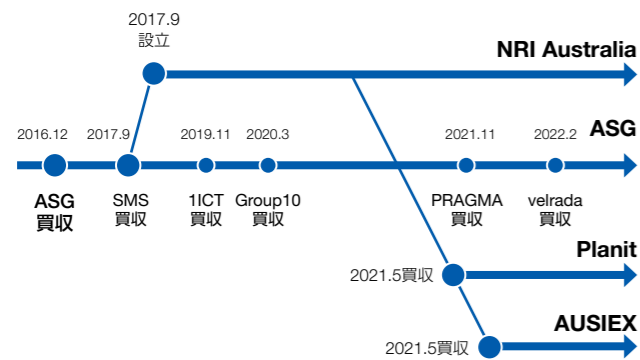 2017.9
設立
NRI Australia
2016.12
2017.9
2019.11
2020.3
2021.11
2022.2
ASG
ASG
買収
SMS
買収
1ICT
買収
Group10
買収
PRAGMA
買収
velrada
買収
Planit
2021.5買収
AUSIEX
2021.5買収